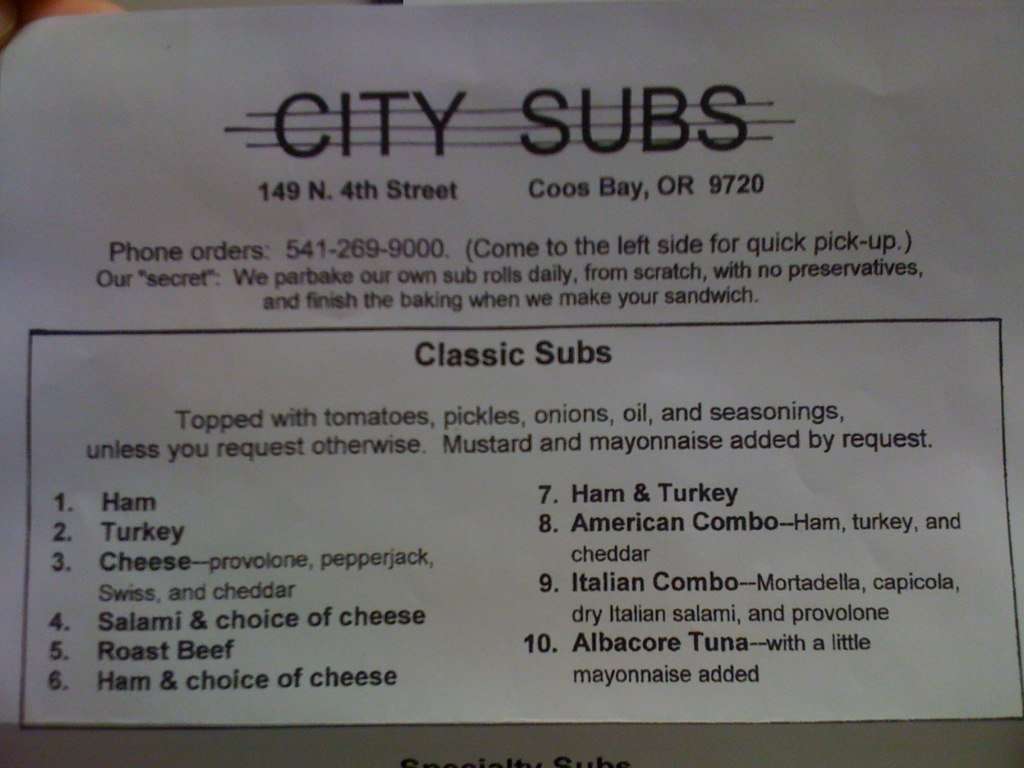 CITY SUBS
149 N. 4th Street Coos Bay, OR 9720
Phone orders: 541-269-9000. (Come to the left side for quick pick-up.)
Our "secret": We parbake our own sub rolls daily, from scratch, with no preservatives,
and finish the baking when we make your sandwich.
Classic Subs
Topped with tomatoes, pickles, onions, oil, and seasonings,
unless you request otherwise. Mustard and mayonnaise added by request.
1. Ham
2. Turkey
3. Cheese--provolone, pepperjack,
Swiss, and cheddar
4. Salami & choice of cheese
5. Roast Beef
6. Ham & choice of cheese
7. Ham & Turkey
8. American Combo--Ham, turkey, and
cheddar
9. Italian Combo--Mortadella, capicola,
dry Italian salami, and provolone
10. Albacore Tuna--with a little
mayonnaise added
Specialty Subs